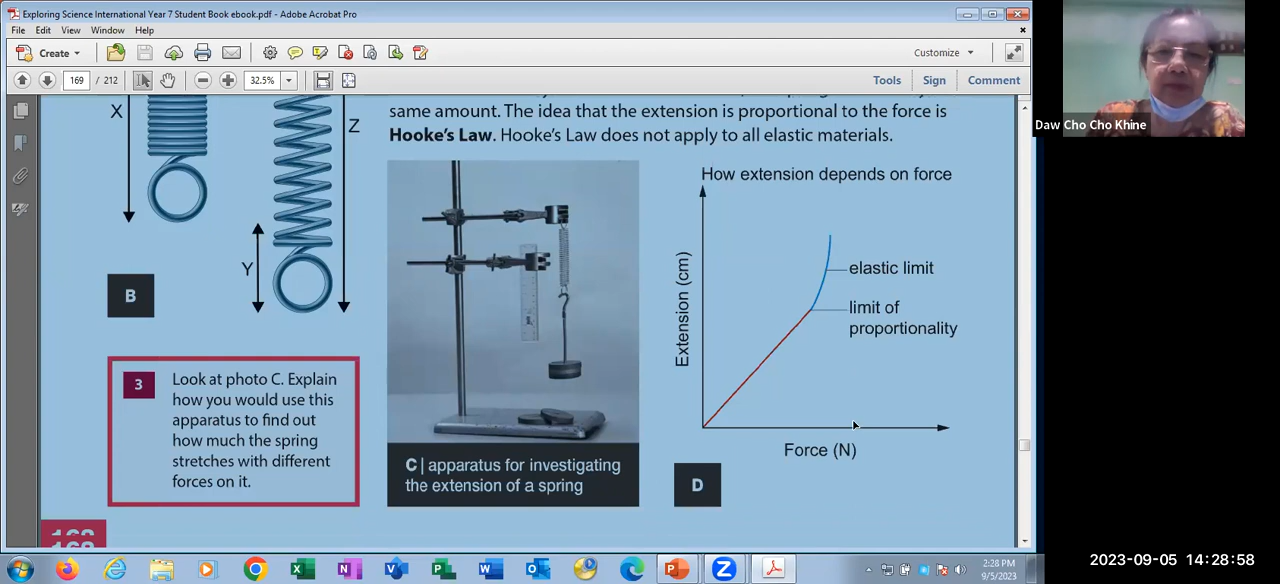 Exploring Science International Year 7 Student Book ebook.pdf - Adobe Acrobat Pro
File Edit View Window Help
Create
Customize
169 / 212
32.5%
Tools Sign Comment
same amount. The idea that the extension is proportional to the force is
Hooke's Law. Hooke's Law does not apply to all elastic materials.
X
Z
Y
B
3
Look at photo C. Explain
how you would use this
apparatus to find out
how much the spring
stretches with different
forces on it.
C | apparatus for investigating
the extension of a spring
How extension depends on force
Extension (cm)
elastic limit
limit of
proportionality
Force (N)
D
Daw Cho Cho Khine
2:28 PM
9/5/2023
2023-09-05 14:28:58